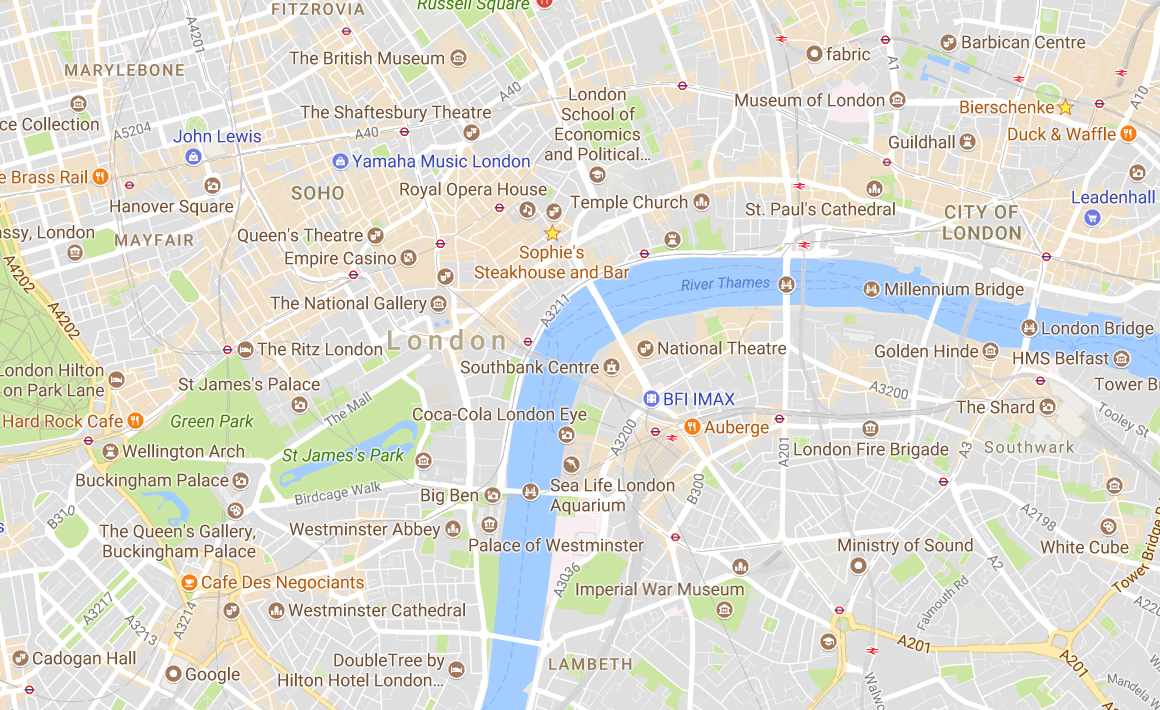 FITZROVIA
Russell Square
A4201
MARYLEBONE
The British Museum
fabric
A1
Barbican Centre
A40
London
School of
Economics
and Political...
Museum of London
Bierschenke
A10
ce Collection
A5204
The Shaftesbury Theatre
A40
Guildhall
Duck & Waffle
John Lewis
Yamaha Music London
e Brass Rail
SOHO
Royal Opera House
Hanover Square
Temple Church
St. Paul's Cathedral
Leadenhall
CITY OF
LONDON
assy, London
MAYFAIR
Queen's Theatre
Empire Casino
Sophie's
Steakhouse and Bar
A4202
A4202
River Thames
Millennium Bridge
The National Gallery
A3211
London
London Bridge
The Ritz London
National Theatre
Golden Hinde
HMS Belfast
London Hilton
on Park Lane
St James's Palace
Southbank Centre
A3200
Tower Br
Hard Rock Cafe
Green Park
The Mall
Coca-Cola London Eye
BFI IMAX
Auberge
The Shard
Tooley St
Wellington Arch
St James's Park
A3200
A201
London Fire Brigade
A3
Southwark
Buckingham Palace
Birdcage Walk
Big Ben
Sea Life London
Aquarium
B300
B310
s
The Queen's Gallery,
Buckingham Palace
Westminster Abbey
Palace of Westminster
Ministry of Sound
A2198
White Cube
A2
Tower Bridge R
Cafe Des Negociants
A3036
Imperial War Museum
Falmouth Rd
A220
A3217
A3213
A3214
Westminster Cathedral
A201
A201
Cadogan Hall
Google
DoubleTree by
Hilton Hotel London...
LAMBETH
Walwo
Mandela W